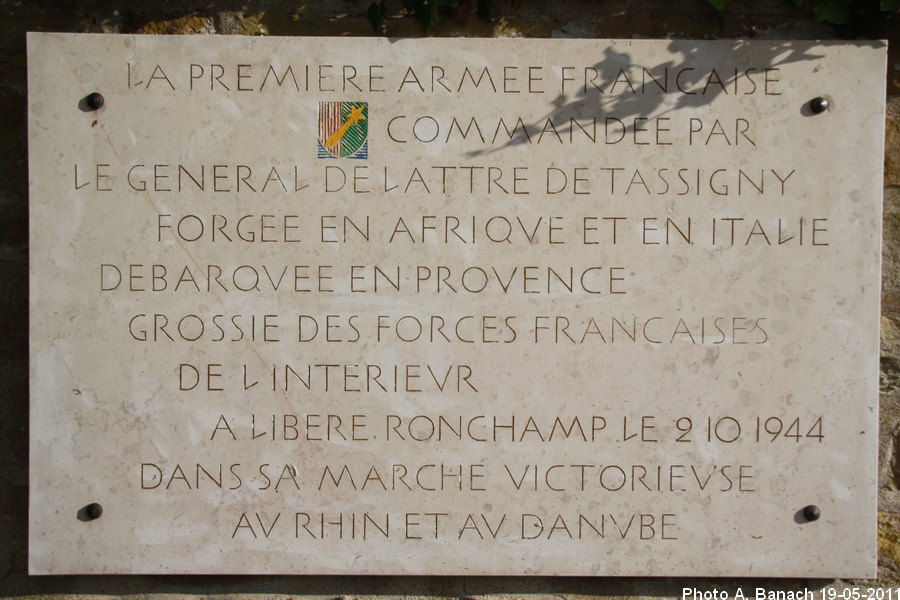 LA PREMIERE ARMEE FRANCAISE
COMMANDEE PAR
LE GENERAL DE LATTRE DE TASSIGNY
FORGEE EN AFRIQVE ET EN ITALIE
DEBARQVEE EN PROVENCE
GROSSIE DES FORCES FRANCAISES
DE L INTERIEVR
A LIBERE RONCHAMP LE 2 10 1944
DANS SA MARCHE VICTORIEVSE
AV RHIN ET AV DANVBE
Photo A. Banach 19-05-2011